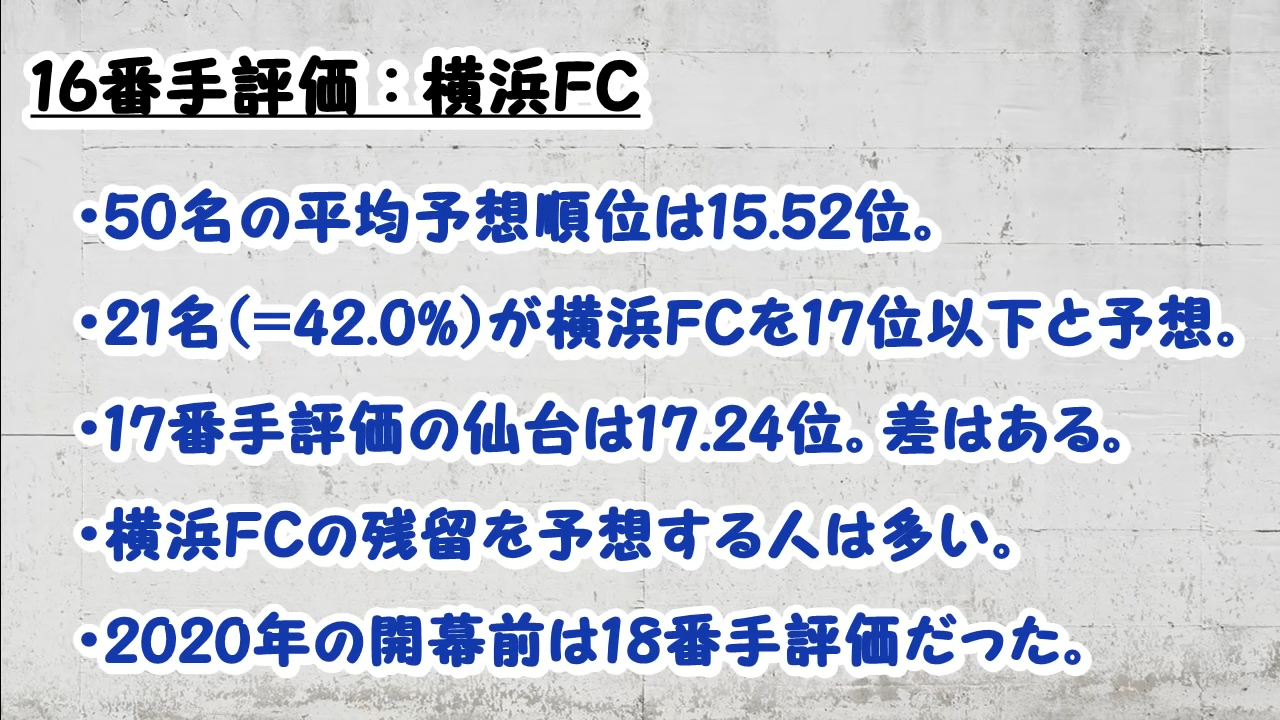 16番手評価：横浜FC
・50名の平均予想順位は15.52位。
・21名(=42.0%)が横浜FCを17位以下と予想。
・17番手評価の仙台は17.24位。差はある。
・横浜FCの残留を予想する人は多い。
・2020年の開幕前は18番手評価だった。